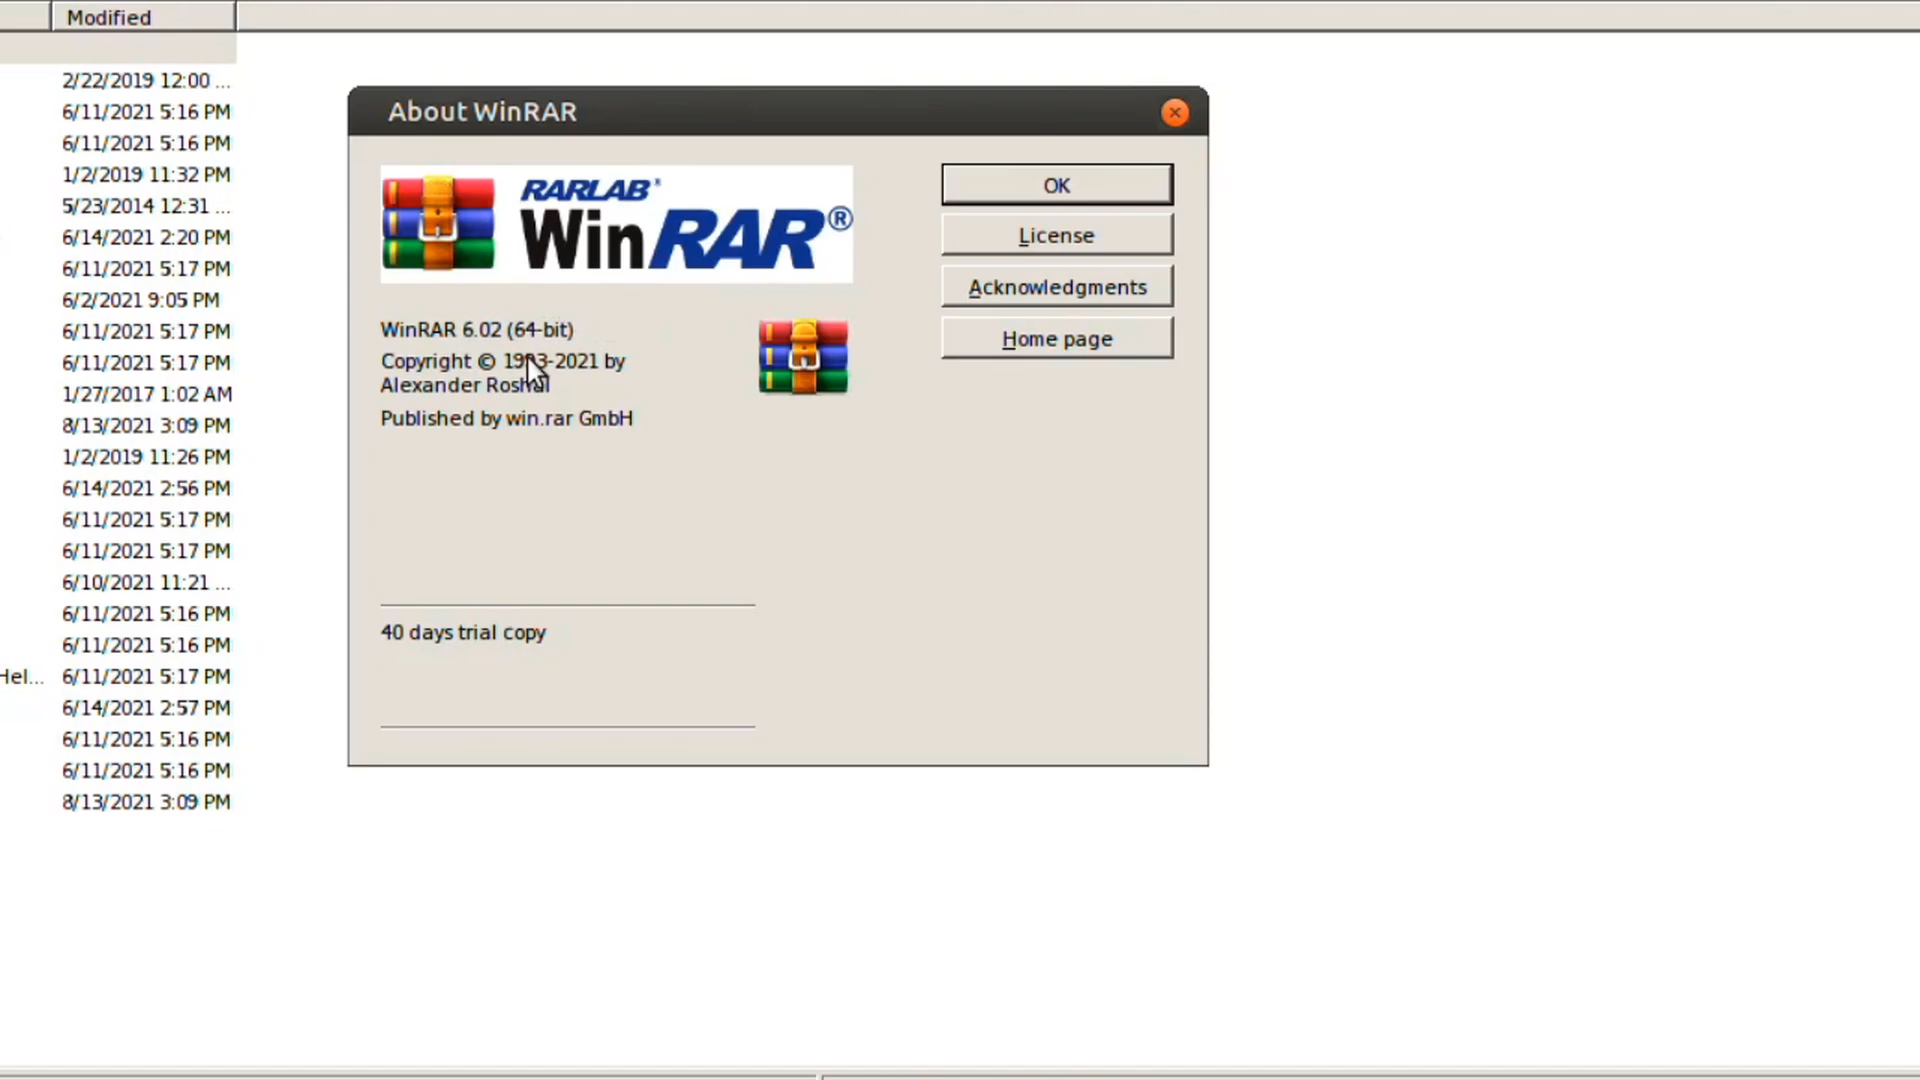 Modified
2/22/2019 12:00 ...
6/11/2021 5:16 PM
6/11/2021 5:16 PM
1/2/2019 11:32 PM
5/23/2014 12:31 ...
6/14/2021 2:20 PM
6/11/2021 5:17 PM
6/2/2021 9:05 PM
6/11/2021 5:17 PM
6/11/2021 5:17 PM
1/27/2017 1:02 AM
8/13/2021 3:09 PM
1/2/2019 11:26 PM
6/14/2021 2:56 PM
6/11/2021 5:17 PM
6/11/2021 5:17 PM
6/10/2021 11:21 ...
6/11/2021 5:16 PM
6/11/2021 5:16 PM
Hel... 6/11/2021 5:17 PM
6/14/2021 2:57 PM
6/11/2021 5:16 PM
6/11/2021 5:16 PM
8/13/2021 3:09 PM
About WinRAR
RARLAB®
WinRAR®
WinRAR 6.02 (64-bit)
Copyright © 1993-2021 by
Alexander Roshal
Published by win.rar GmbH
40 days trial copy
OK
License
Acknowledgments
Home page